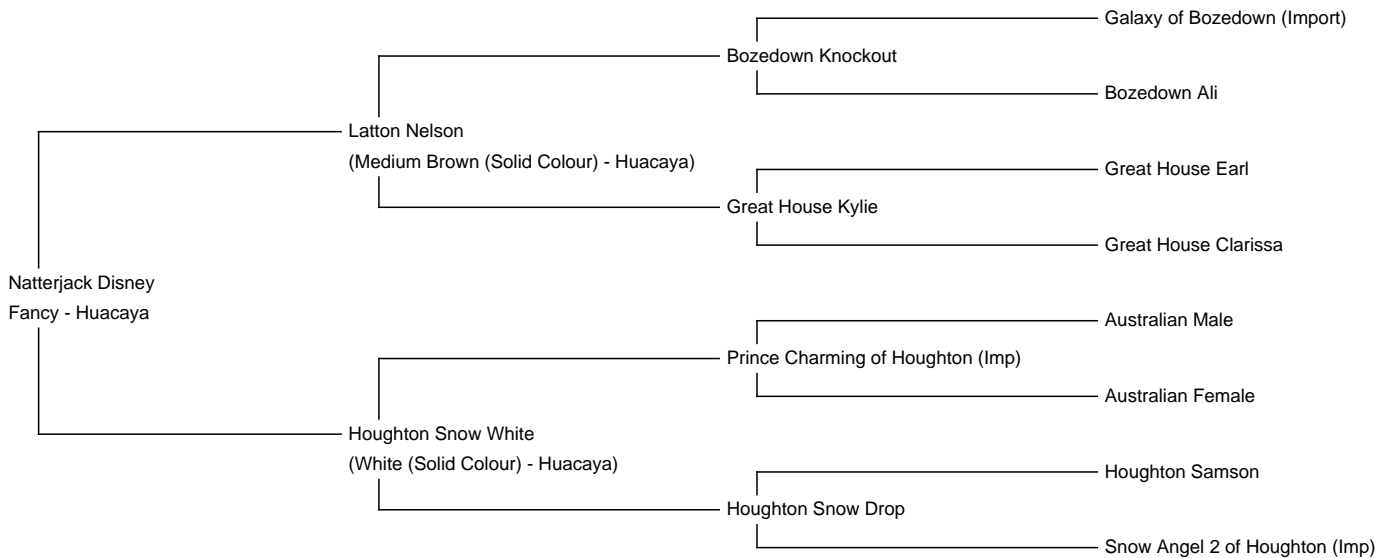 Galaxy of Bozedown (Import)
Bozedown Knockout
Bozedown Ali
Latton Nelson
(Medium Brown (Solid Colour) - Huacaya)
Great House Earl
Great House Kylie
Great House Clarissa
Natterjack Disney
Fancy - Huacaya
Australian Male
Prince Charming of Houghton (Imp)
Australian Female
Houghton Snow White
(White (Solid Colour) - Huacaya)
Houghton Samson
Houghton Snow Drop
Snow Angel 2 of Houghton (Imp)